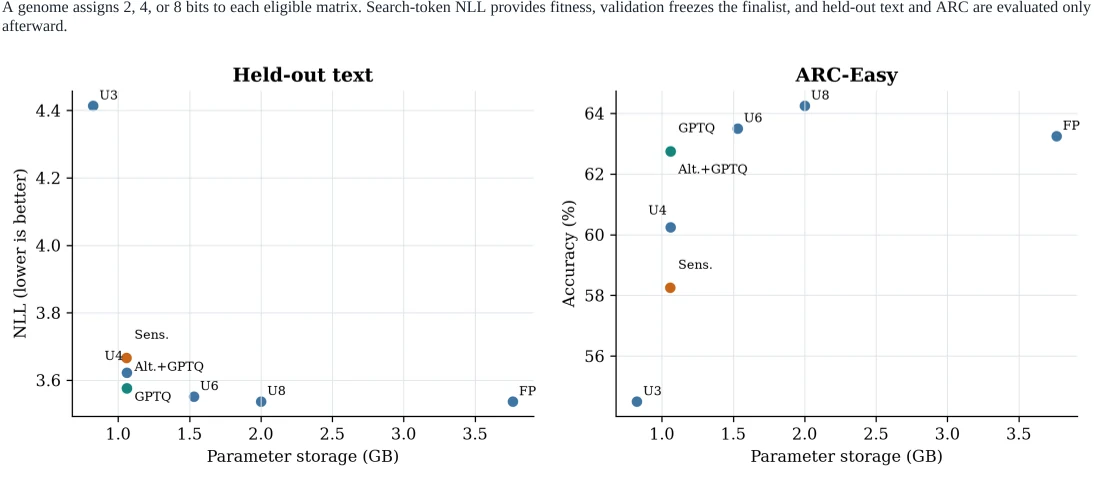 A genome assigns 2, 4, or 8 bits to each eligible matrix. Search-token NLL provides fitness, validation freezes the finalist, and held-out text and ARC are evaluated only
afterward.
Held-out text
NLL (lower is better)
4.4
4.2
4.0
3.8
3.6
U3
Sens.
U4
Alt.+GPTQ
GPTQ
U6
U8
FP
1.0
1.5
2.0
2.5
3.0
3.5
Parameter storage (GB)
ARC-Easy
Accuracy (%)
64
62
60
58
56
U8
U6
GPTQ
FP
Alt.+GPTQ
U4
Sens.
U3
1.0
1.5
2.0
2.5
3.0
3.5
Parameter storage (GB)